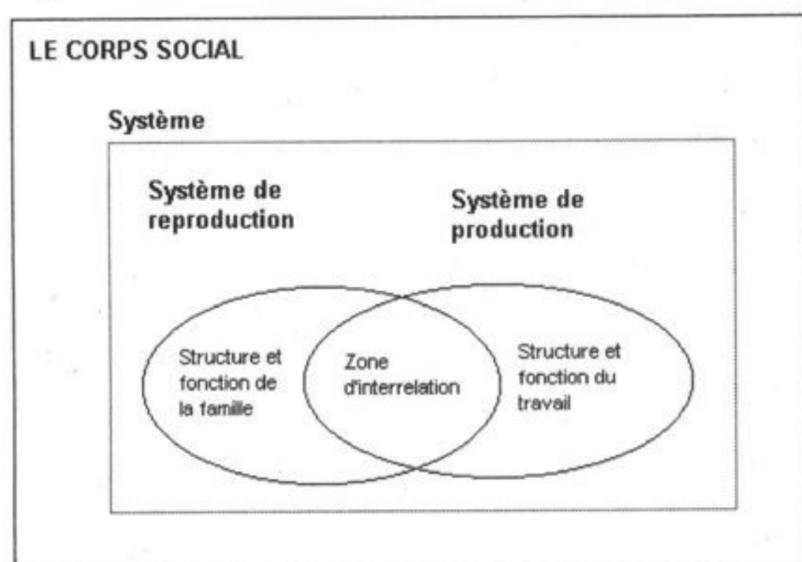 LE CORPS SOCIAL
Système
Système de
reproduction
Système de
production
Structure et
fonction de
la famille
Zone
d'interrelation
Structure et
fonction du
travail